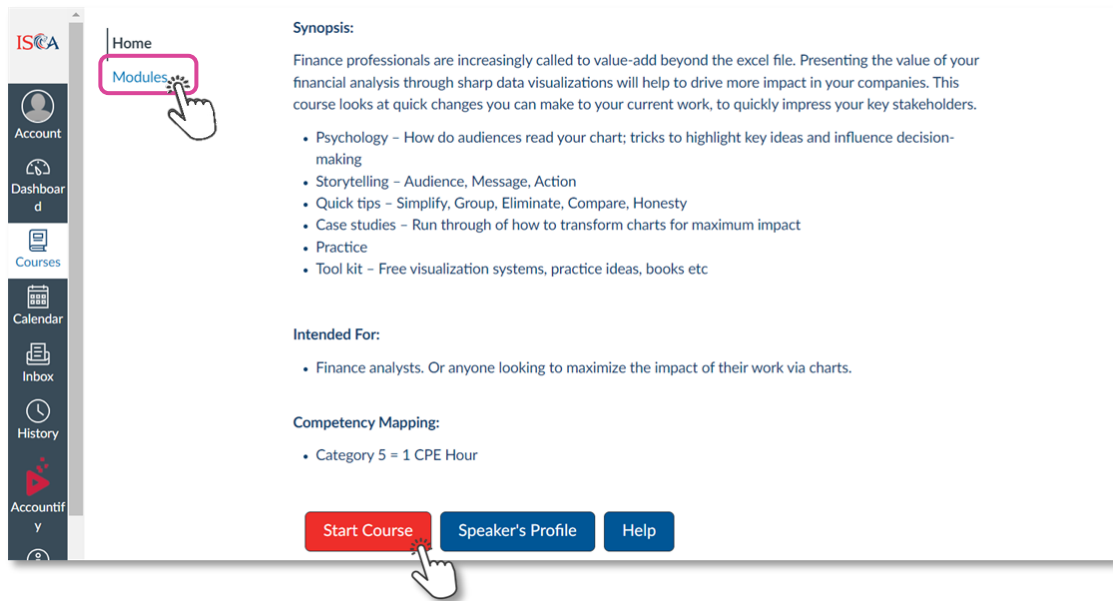 ISCA
Account
Dashboar
d
Courses
Calendar
Inbox
History
Accountif
y
Home
Modules
Synopsis:
Finance professionals are increasingly called to value-add beyond the excel file. Presenting the value of your
financial analysis through sharp data visualizations will help to drive more impact in your companies. This
course looks at quick changes you can make to your current work, to quickly impress your key stakeholders.
• Psychology – How do audiences read your chart; tricks to highlight key ideas and influence decision-
making
• Storytelling – Audience, Message, Action
• Quick tips – Simplify, Group, Eliminate, Compare, Honesty
• Case studies – Run through of how to transform charts for maximum impact
• Practice
• Tool kit – Free visualization systems, practice ideas, books etc
Intended For:
• Finance analysts. Or anyone looking to maximize the impact of their work via charts.
Competency Mapping:
• Category 5 = 1 CPE Hour
Start Course
Speaker's Profile
Help